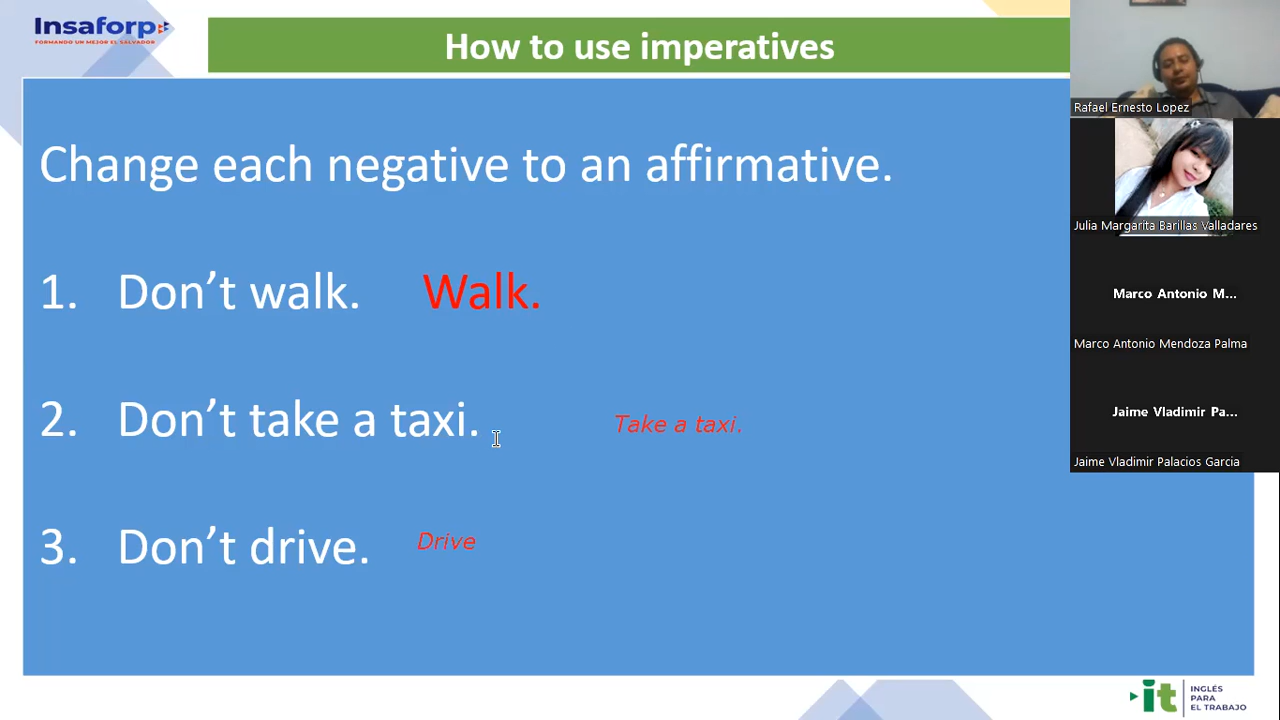 Insaforp
FORMANDO UN MEJOR EL SALVADOR
How to use imperatives
Rafael Ernesto Lopez
Julia Margarita Barillas Valladares
Marco Antonio M...
Marco Antonio Mendoza Palma
Jaime Vladimir Pa...
Jaime Vladimir Palacios Garcia
Change each negative to an affirmative.
1. Don’t walk. Walk.
2. Don’t take a taxi. Take a taxi.
3. Don’t drive. Drive
it INGLÉS
PARA
EL TRABAJO